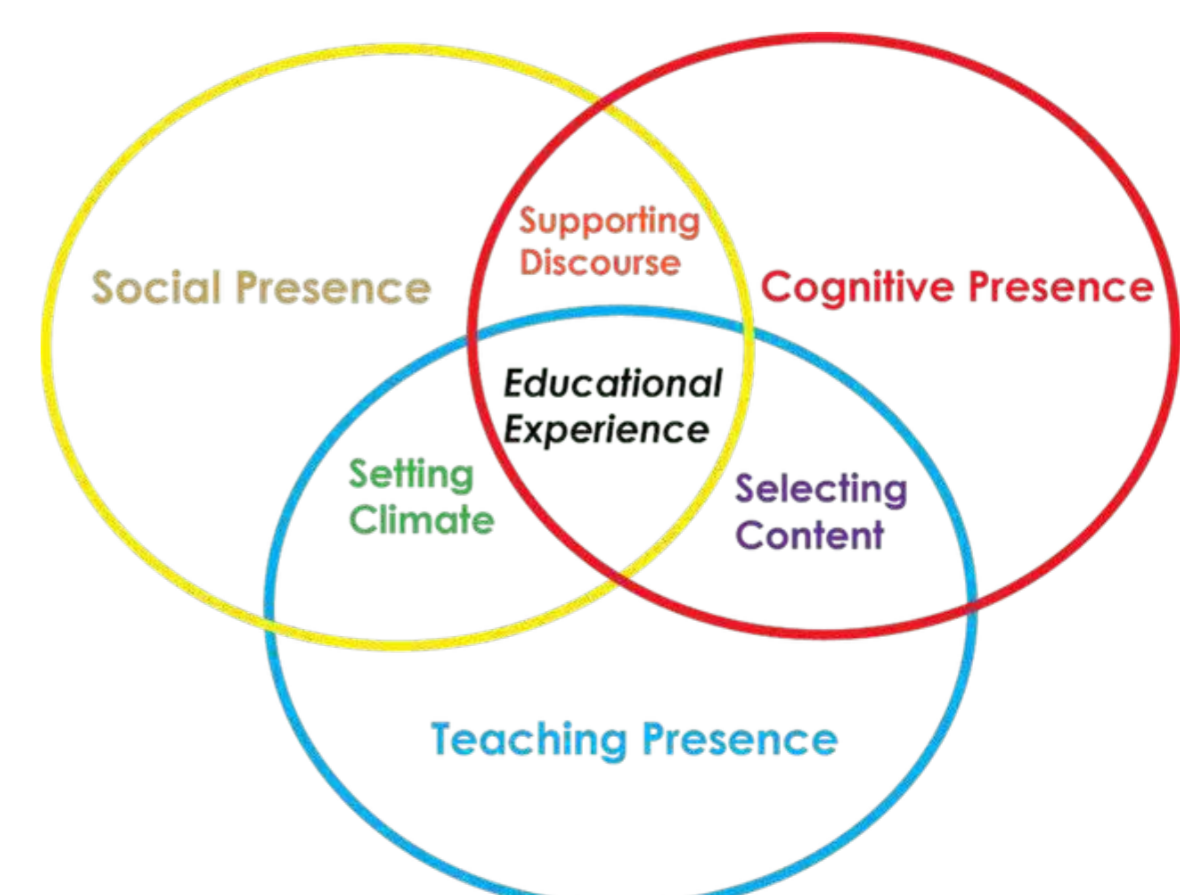 Supporting
Discourse
Social Presence
Cognitive Presence
Educational
Experience
Setting
Climate
Selecting
Content
Teaching Presence